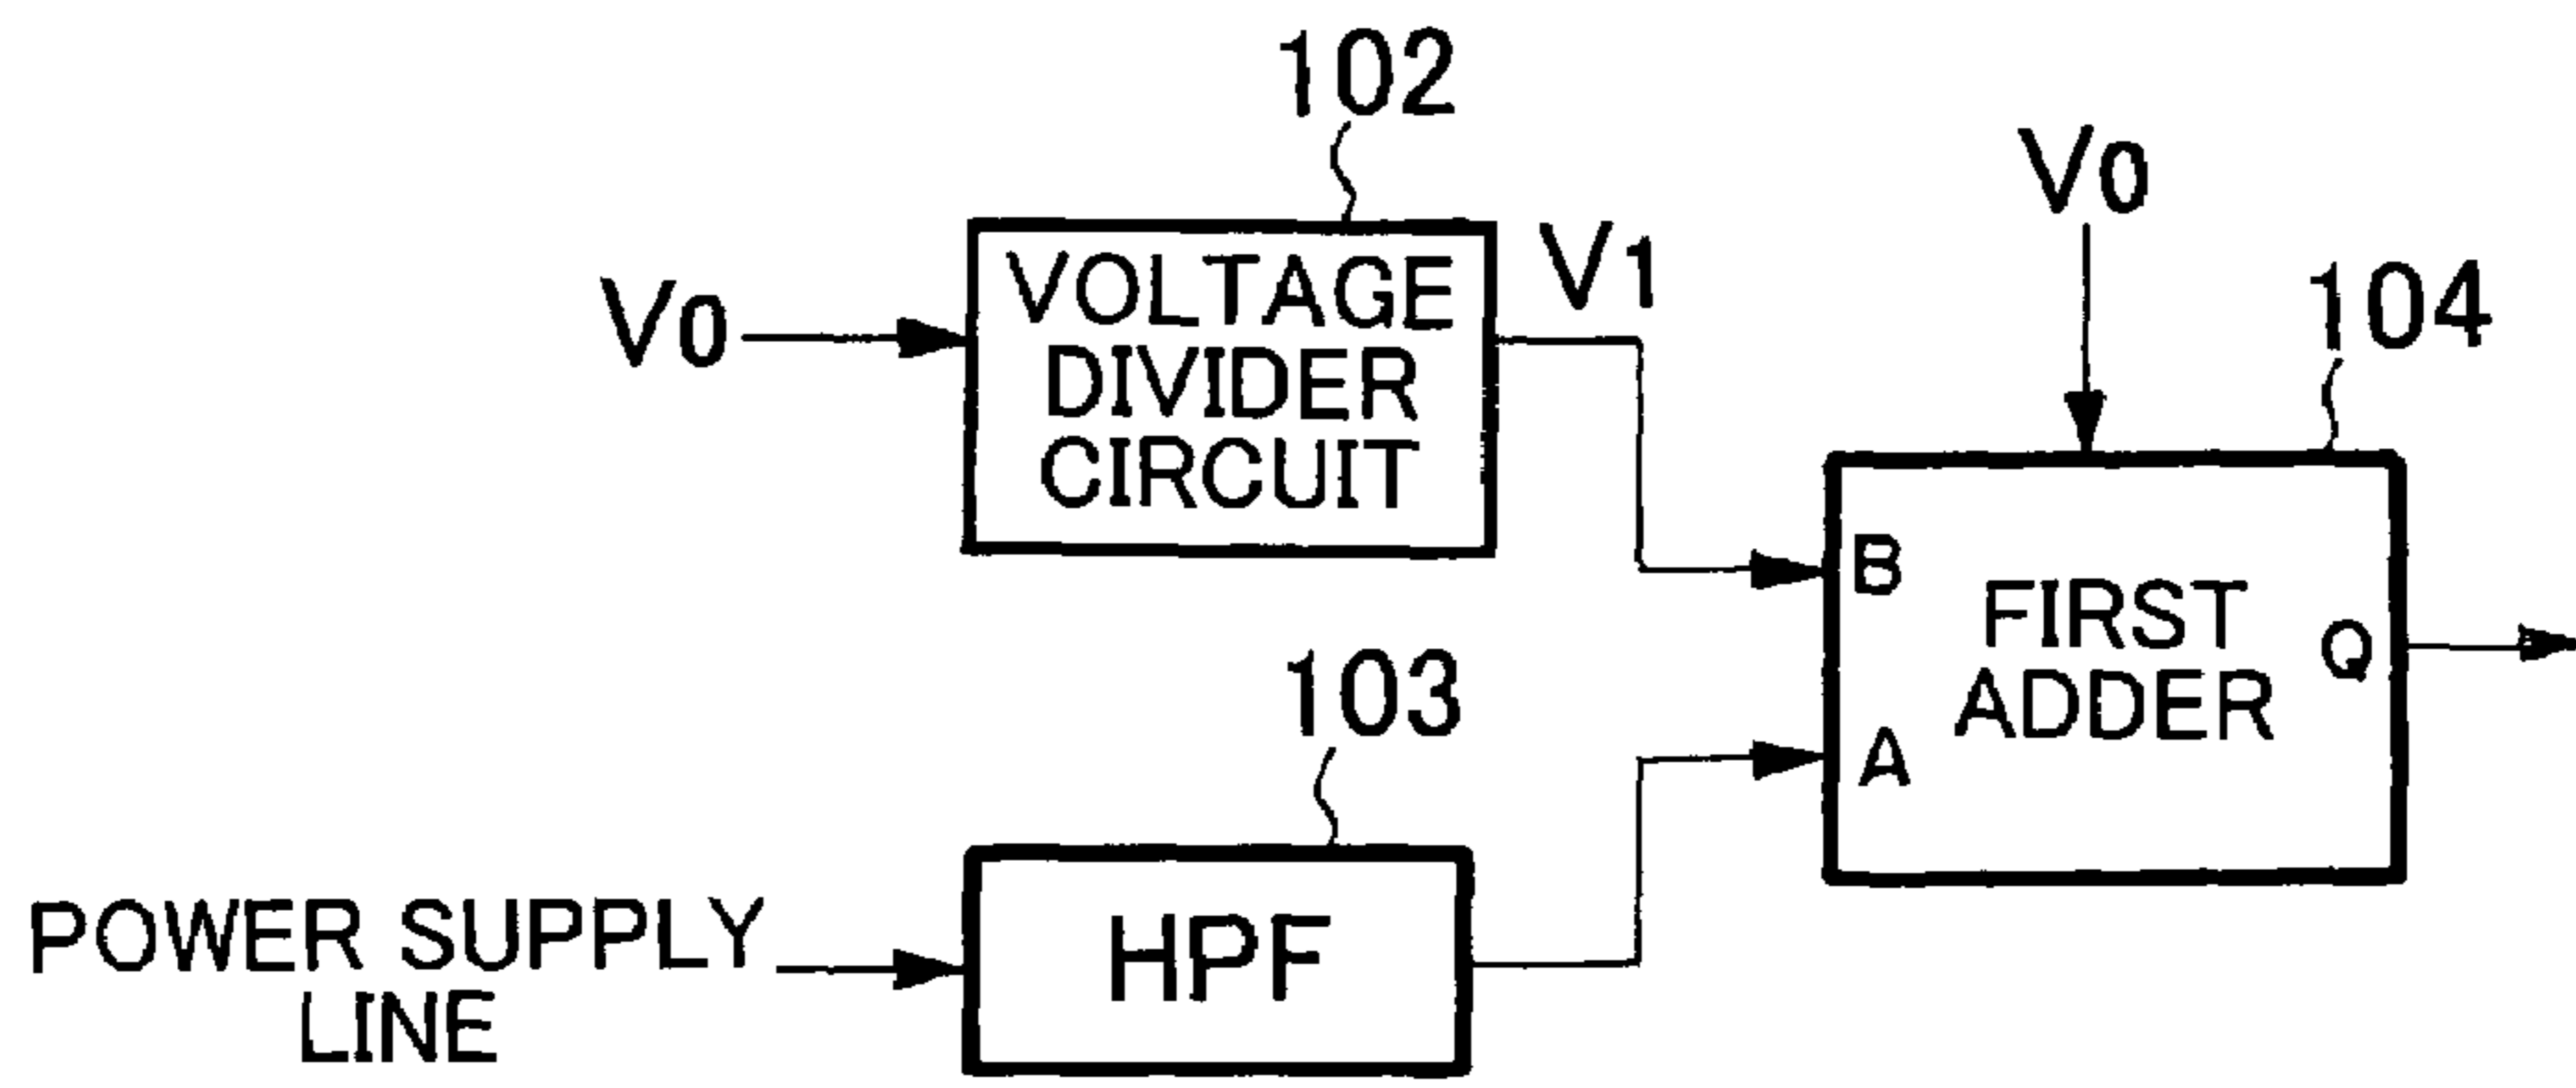 102
V0
VOLTAGE
DIVIDER
CIRCUIT
V1
V0
104
B
A
FIRST
ADDER
Q
103
HPF
POWER SUPPLY
LINE